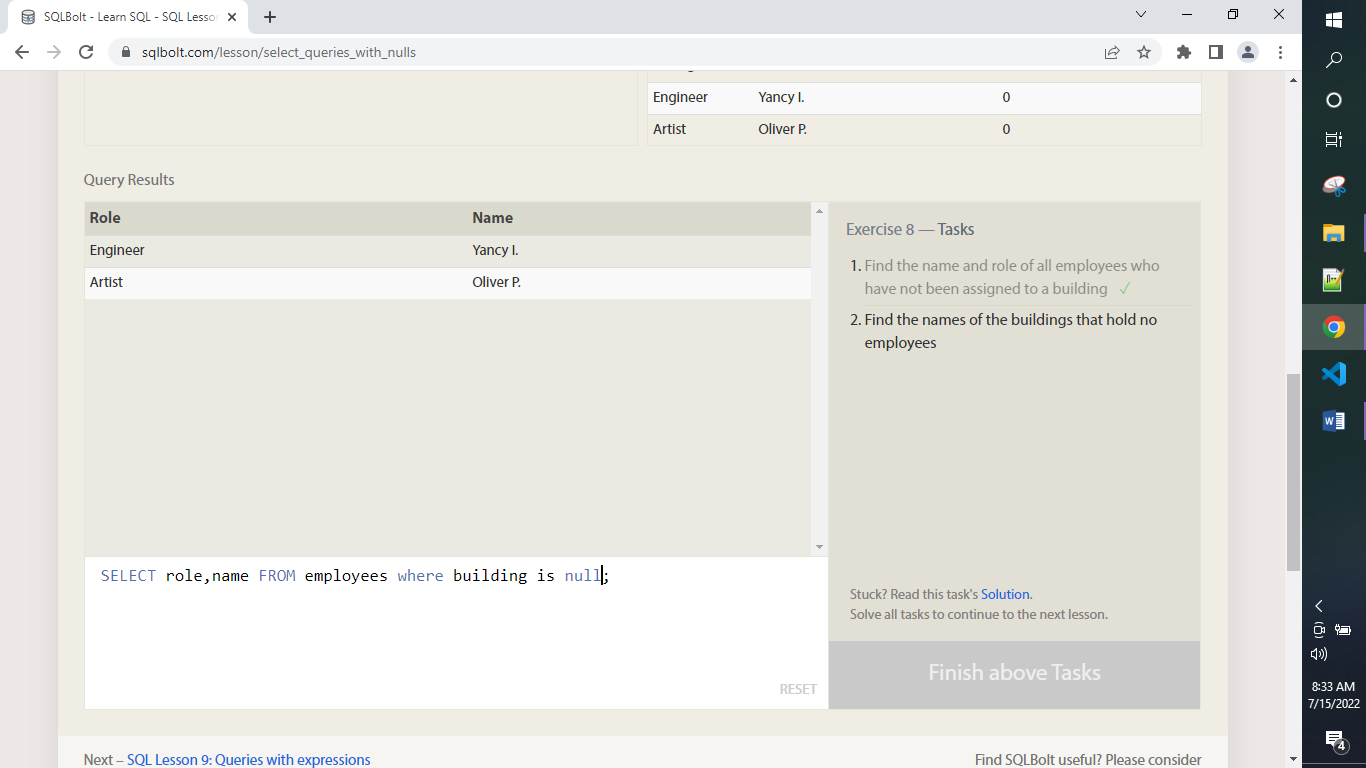 SQLBolt - Learn SQL - SQL Lesson
sqlbolt.com/lesson/select_queries_with_nulls
Engineer Yancy I. 0
Artist Oliver P. 0
Query Results
Role Name
Engineer Yancy I.
Artist Oliver P.
Exercise 8 — Tasks
1. Find the name and role of all employees who
have not been assigned to a building ✓
2. Find the names of the buildings that hold no
employees
SELECT role,name FROM employees where building is null;
RESET
Stuck? Read this task's Solution.
Solve all tasks to continue to the next lesson.
Finish above Tasks
Next – SQL Lesson 9: Queries with expressions
Find SQLBolt useful? Please consider
8:33 AM
7/15/2022
4